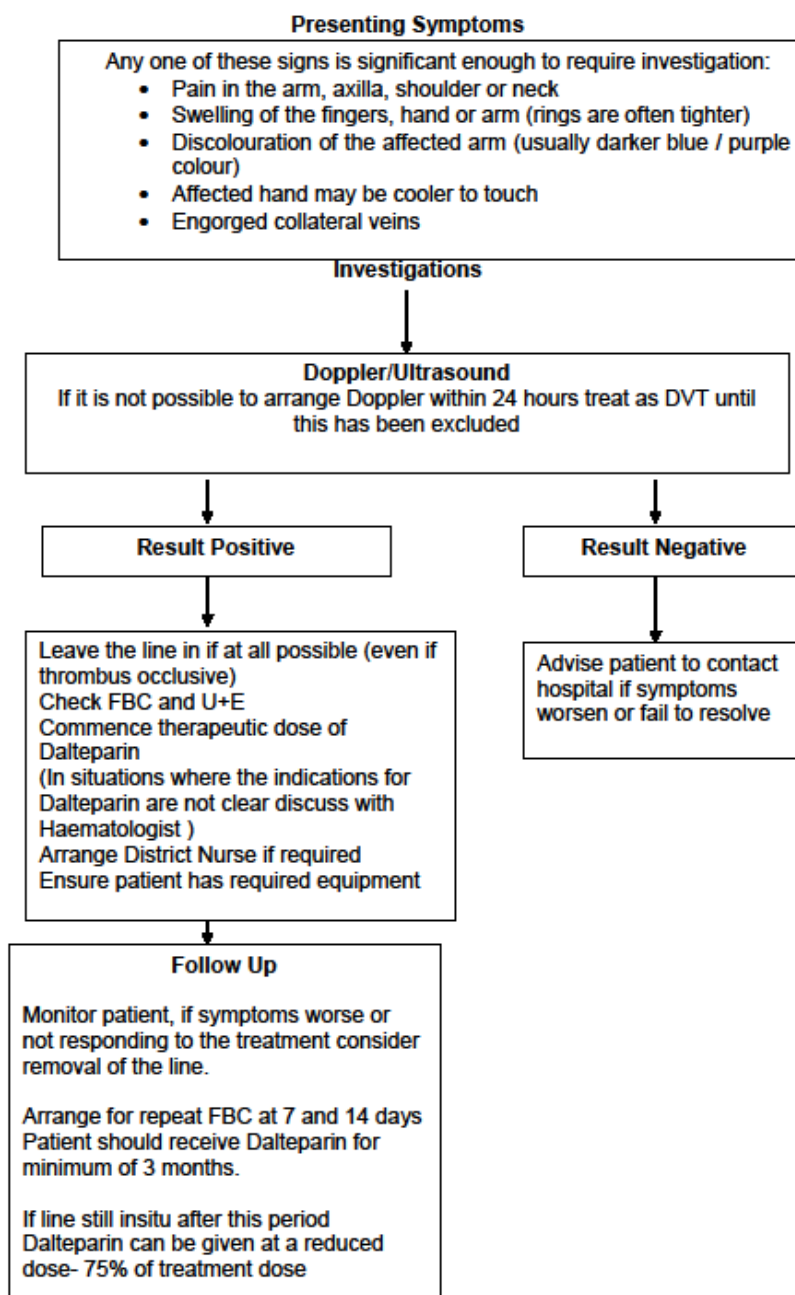 Presenting Symptoms
Any one of these signs is significant enough to require investigation:
• Pain in the arm, axilla, shoulder or neck
• Swelling of the fingers, hand or arm (rings are often tighter)
• Discolouration of the affected arm (usually darker blue / purple
colour)
• Affected hand may be cooler to touch
• Engorged collateral veins
Investigations
Doppler/Ultrasound
If it is not possible to arrange Doppler within 24 hours treat as DVT until
this has been excluded
Result Positive
Result Negative
Leave the line in if at all possible (even if
thrombus occlusive)
Check FBC and U+E
Commence therapeutic dose of
Dalteparin
(In situations where the indications for
Dalteparin are not clear discuss with
Haematologist )
Arrange District Nurse if required
Ensure patient has required equipment
Advise patient to contact
hospital if symptoms
worsen or fail to resolve
Follow Up
Monitor patient, if symptoms worse or
not responding to the treatment consider
removal of the line.
Arrange for repeat FBC at 7 and 14 days
Patient should receive Dalteparin for
minimum of 3 months.
If line still insitu after this period
Dalteparin can be given at a reduced
dose- 75% of treatment dose